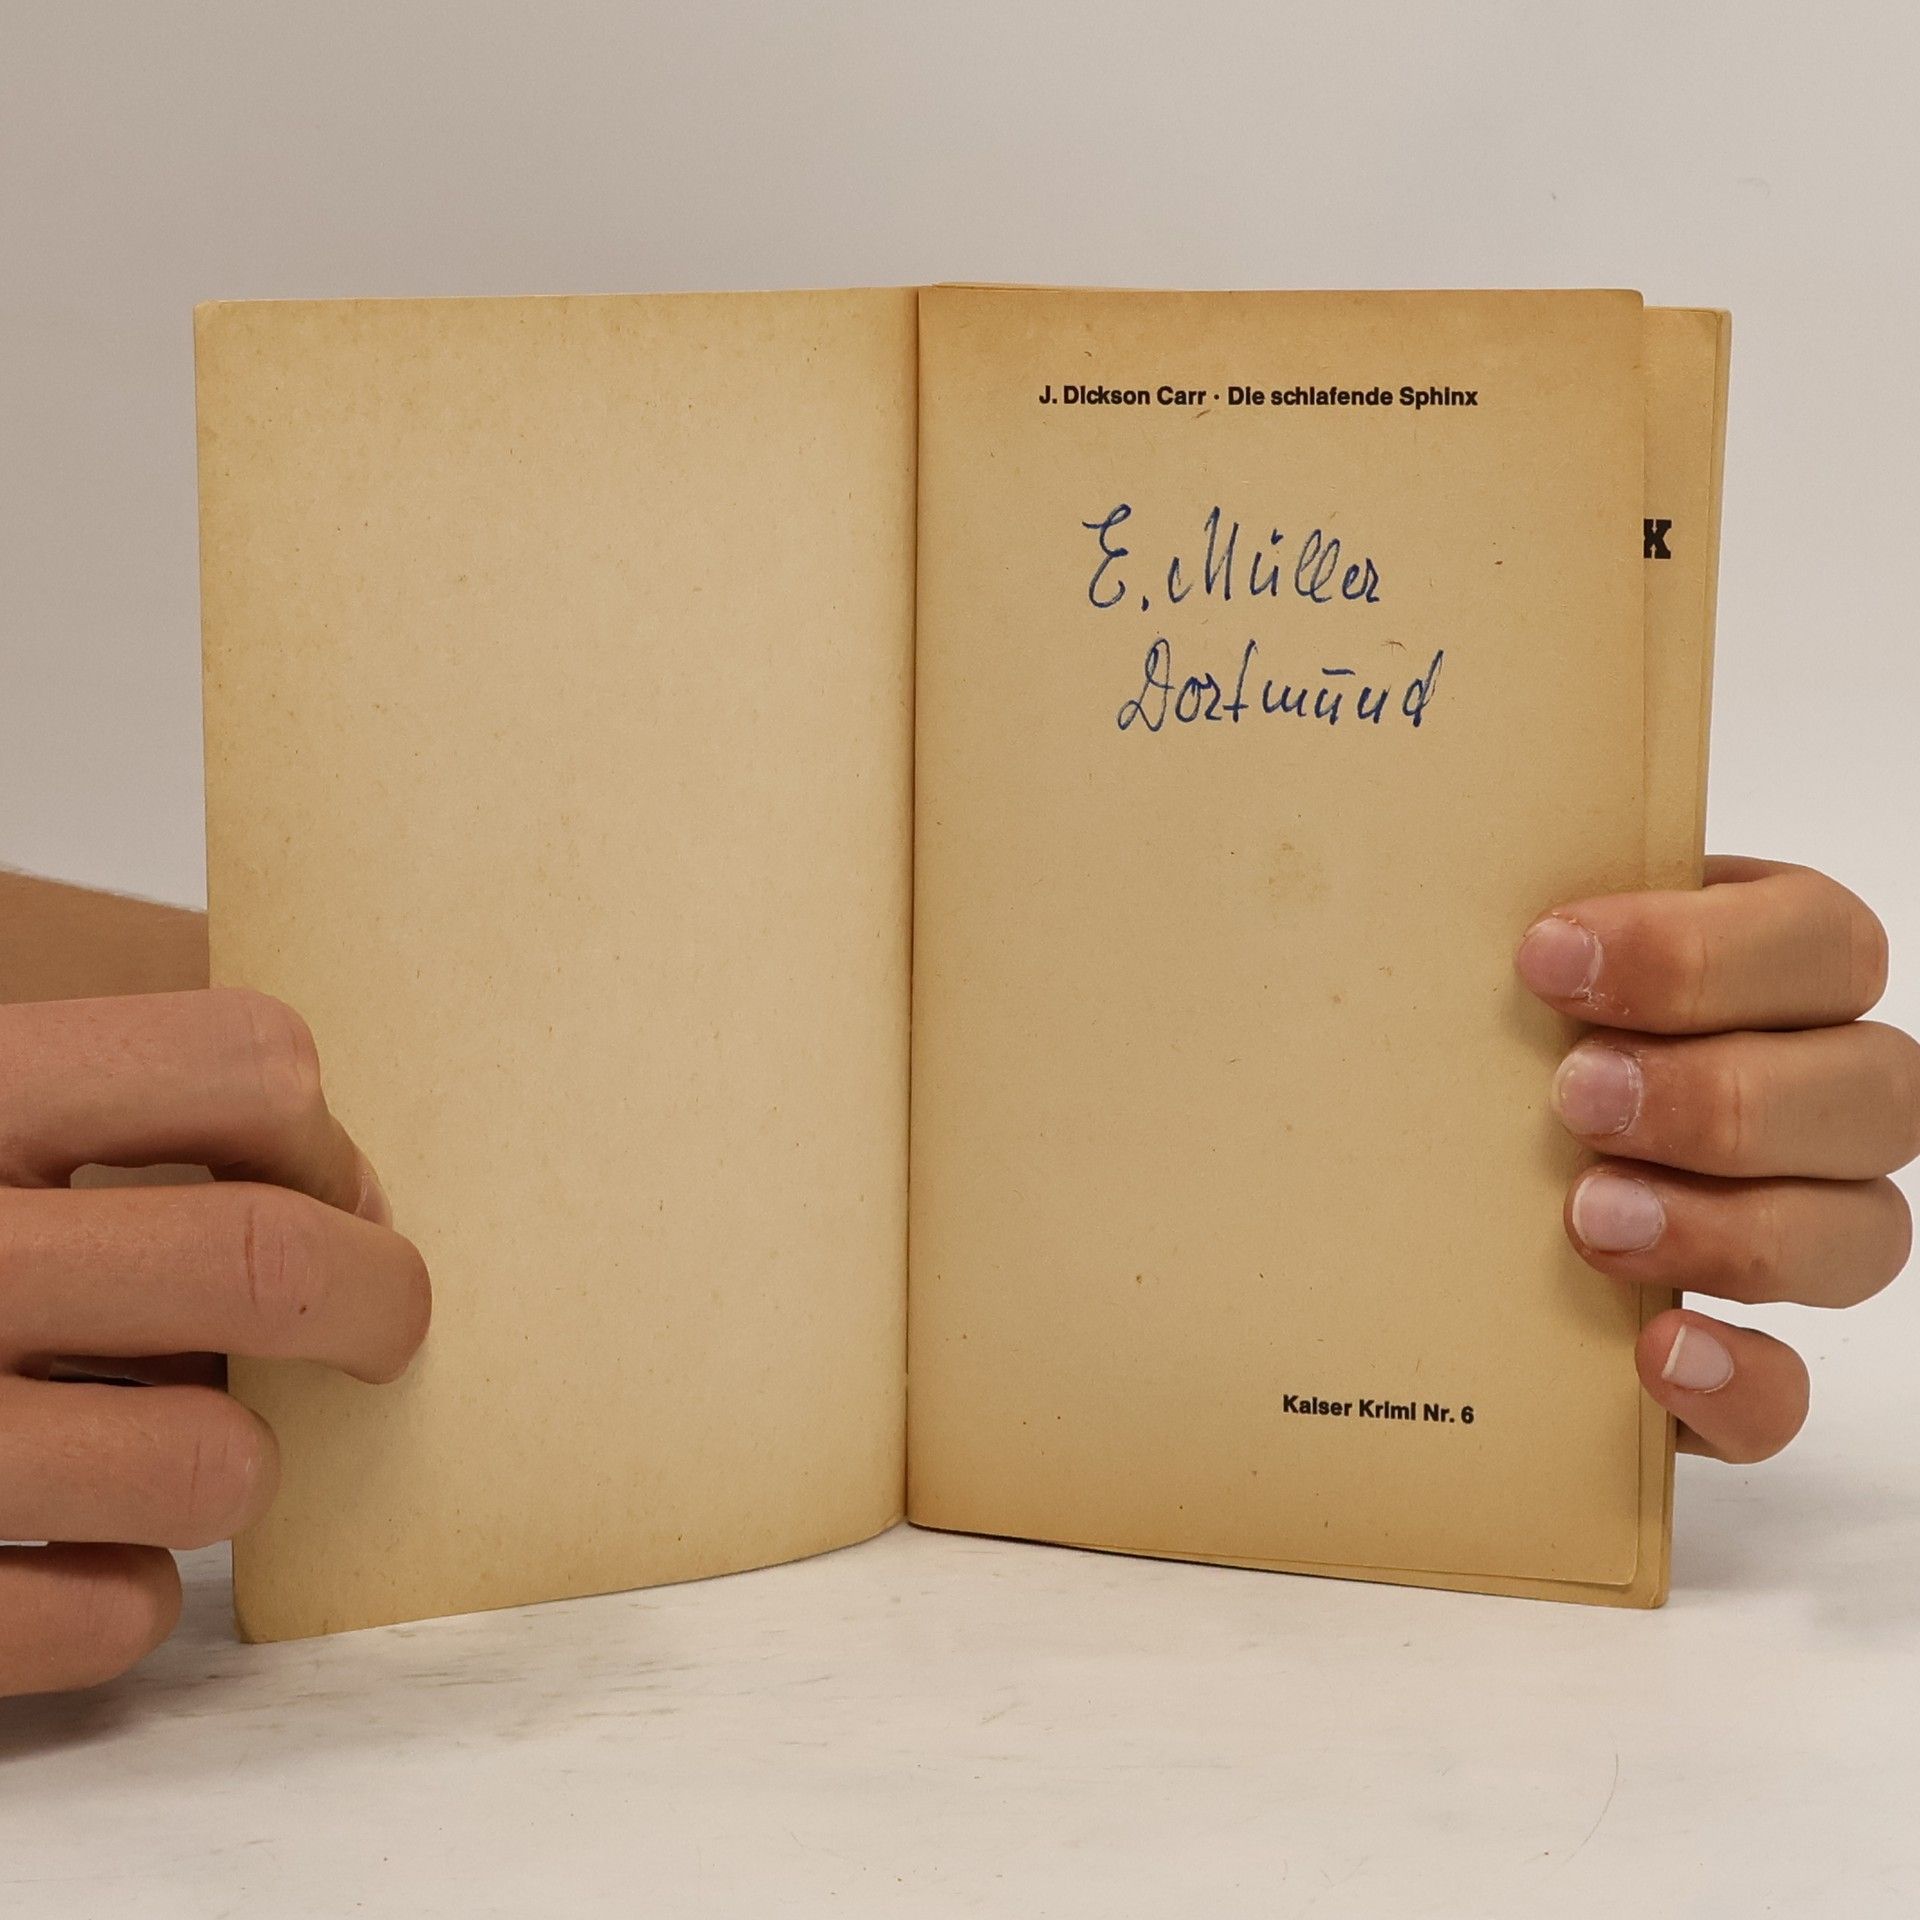 J. Dickson Carr · Die schlafende Sphinx
E. Müller
Dortmund
X
Kaiser Krimi Nr. 6